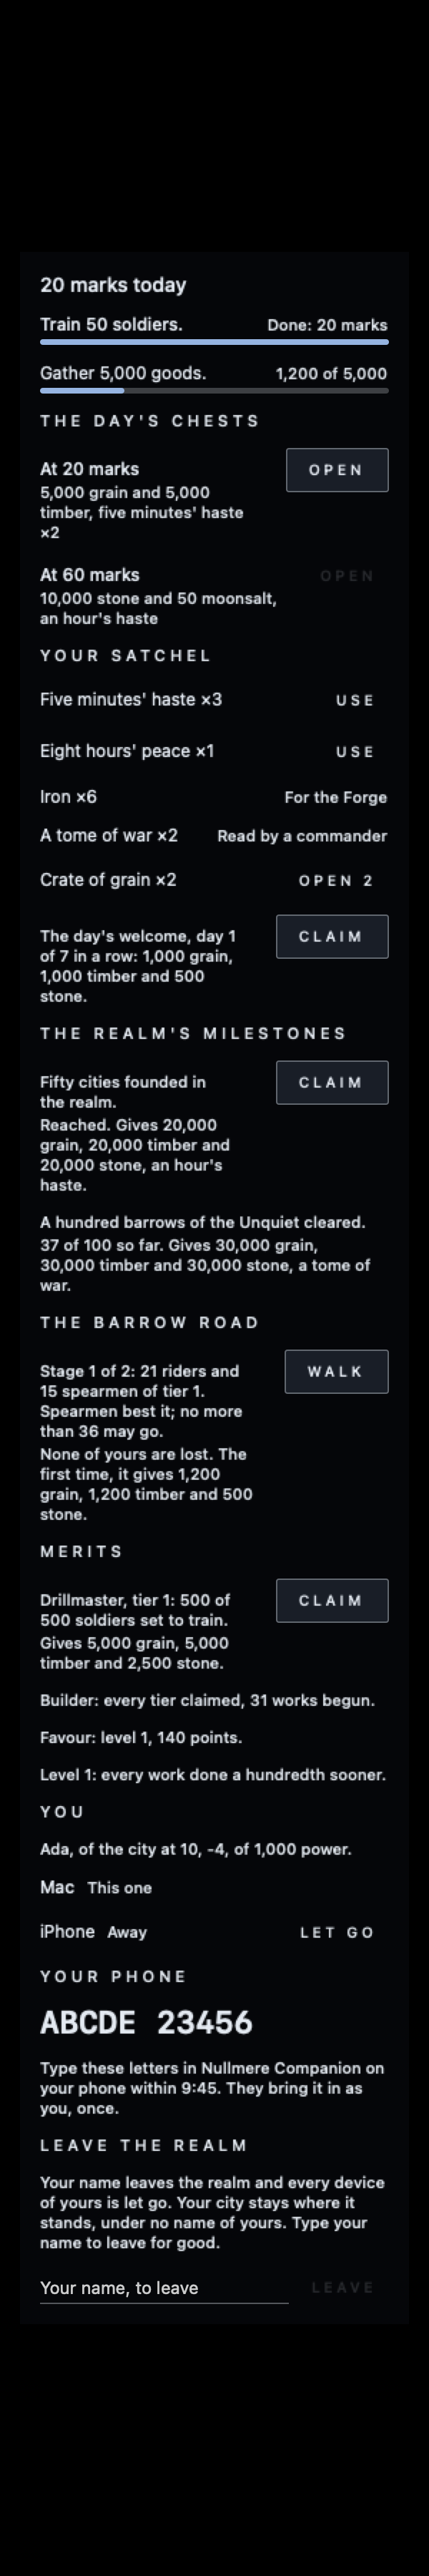 20 marks today
Train 50 soldiers. Done: 20 marks
Gather 5,000 goods. 1,200 of 5,000
THE DAY'S CHESTS
At 20 marks OPEN
5,000 grain and 5,000
timber, five minutes' haste
×2
At 60 marks OPEN
10,000 stone and 50 moonsalt,
an hour's haste
YOUR SATCHEL
Five minutes' haste ×3 USE
Eight hours' peace ×1 USE
Iron ×6 For the Forge
A tome of war ×2 Read by a commander
Crate of grain ×2 OPEN 2
The day's welcome, day 1 CLAIM
of 7 in a row: 1,000 grain,
1,000 timber and 500
stone.
THE REALM'S MILESTONES
Fifty cities founded in CLAIM
the realm.
Reached. Gives 20,000
grain, 20,000 timber and
20,000 stone, an hour's
haste.
A hundred barrows of the Unquiet cleared.
37 of 100 so far. Gives 30,000 grain,
30,000 timber and 30,000 stone, a tome of
war.
THE BARROW ROAD
Stage 1 of 2: 21 riders and WALK
15 spearmen of tier 1.
Spearmen best it; no more
than 36 may go.
None of yours are lost. The
first time, it gives 1,200
grain, 1,200 timber and 500
stone.
MERITS
Drillmaster, tier 1: 500 of CLAIM
500 soldiers set to train.
Gives 5,000 grain, 5,000
timber and 2,500 stone.
Builder: every tier claimed, 31 works begun.
Favour: level 1, 140 points.
Level 1: every work done a hundredth sooner.
YOU
Ada, of the city at 10, -4, of 1,000 power.
Mac This one
iPhone Away LET GO
YOUR PHONE
ABCDE 23456
Type these letters in Nullmere Companion on
your phone within 9:45. They bring it in as
you, once.
LEAVE THE REALM
Your name leaves the realm and every device
of yours is let go. Your city stays where it
stands, under no name of yours. Type your
name to leave for good.
Your name, to leave LEAVE